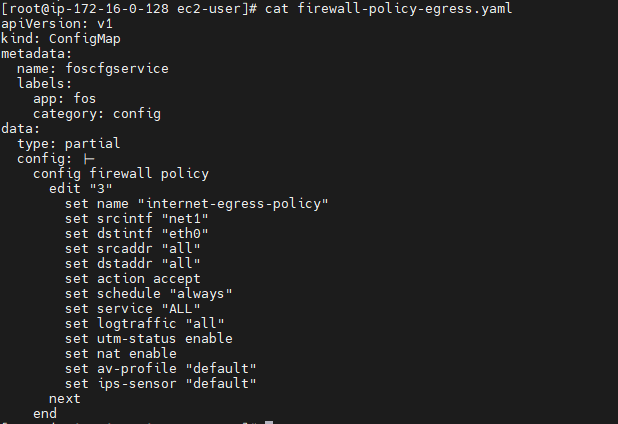 [root@ip-172-16-0-128 ec2-user]# cat firewall-policy-egress.yaml
apiVersion: v1
kind: ConfigMap
metadata:
  name: foscfgservice
  labels:
    app: fos
    category: config
data:
  type: partial
  config: |-
    config firewall policy
      edit "3"
        set name "internet-egress-policy"
        set srcintf "net1"
        set dstintf "eth0"
        set srcaddr "all"
        set dstaddr "all"
        set action accept
        set schedule "always"
        set service "ALL"
        set logtraffic "all"
        set utm-status enable
        set nat enable
        set av-profile "default"
        set ips-sensor "default"
      next
    end